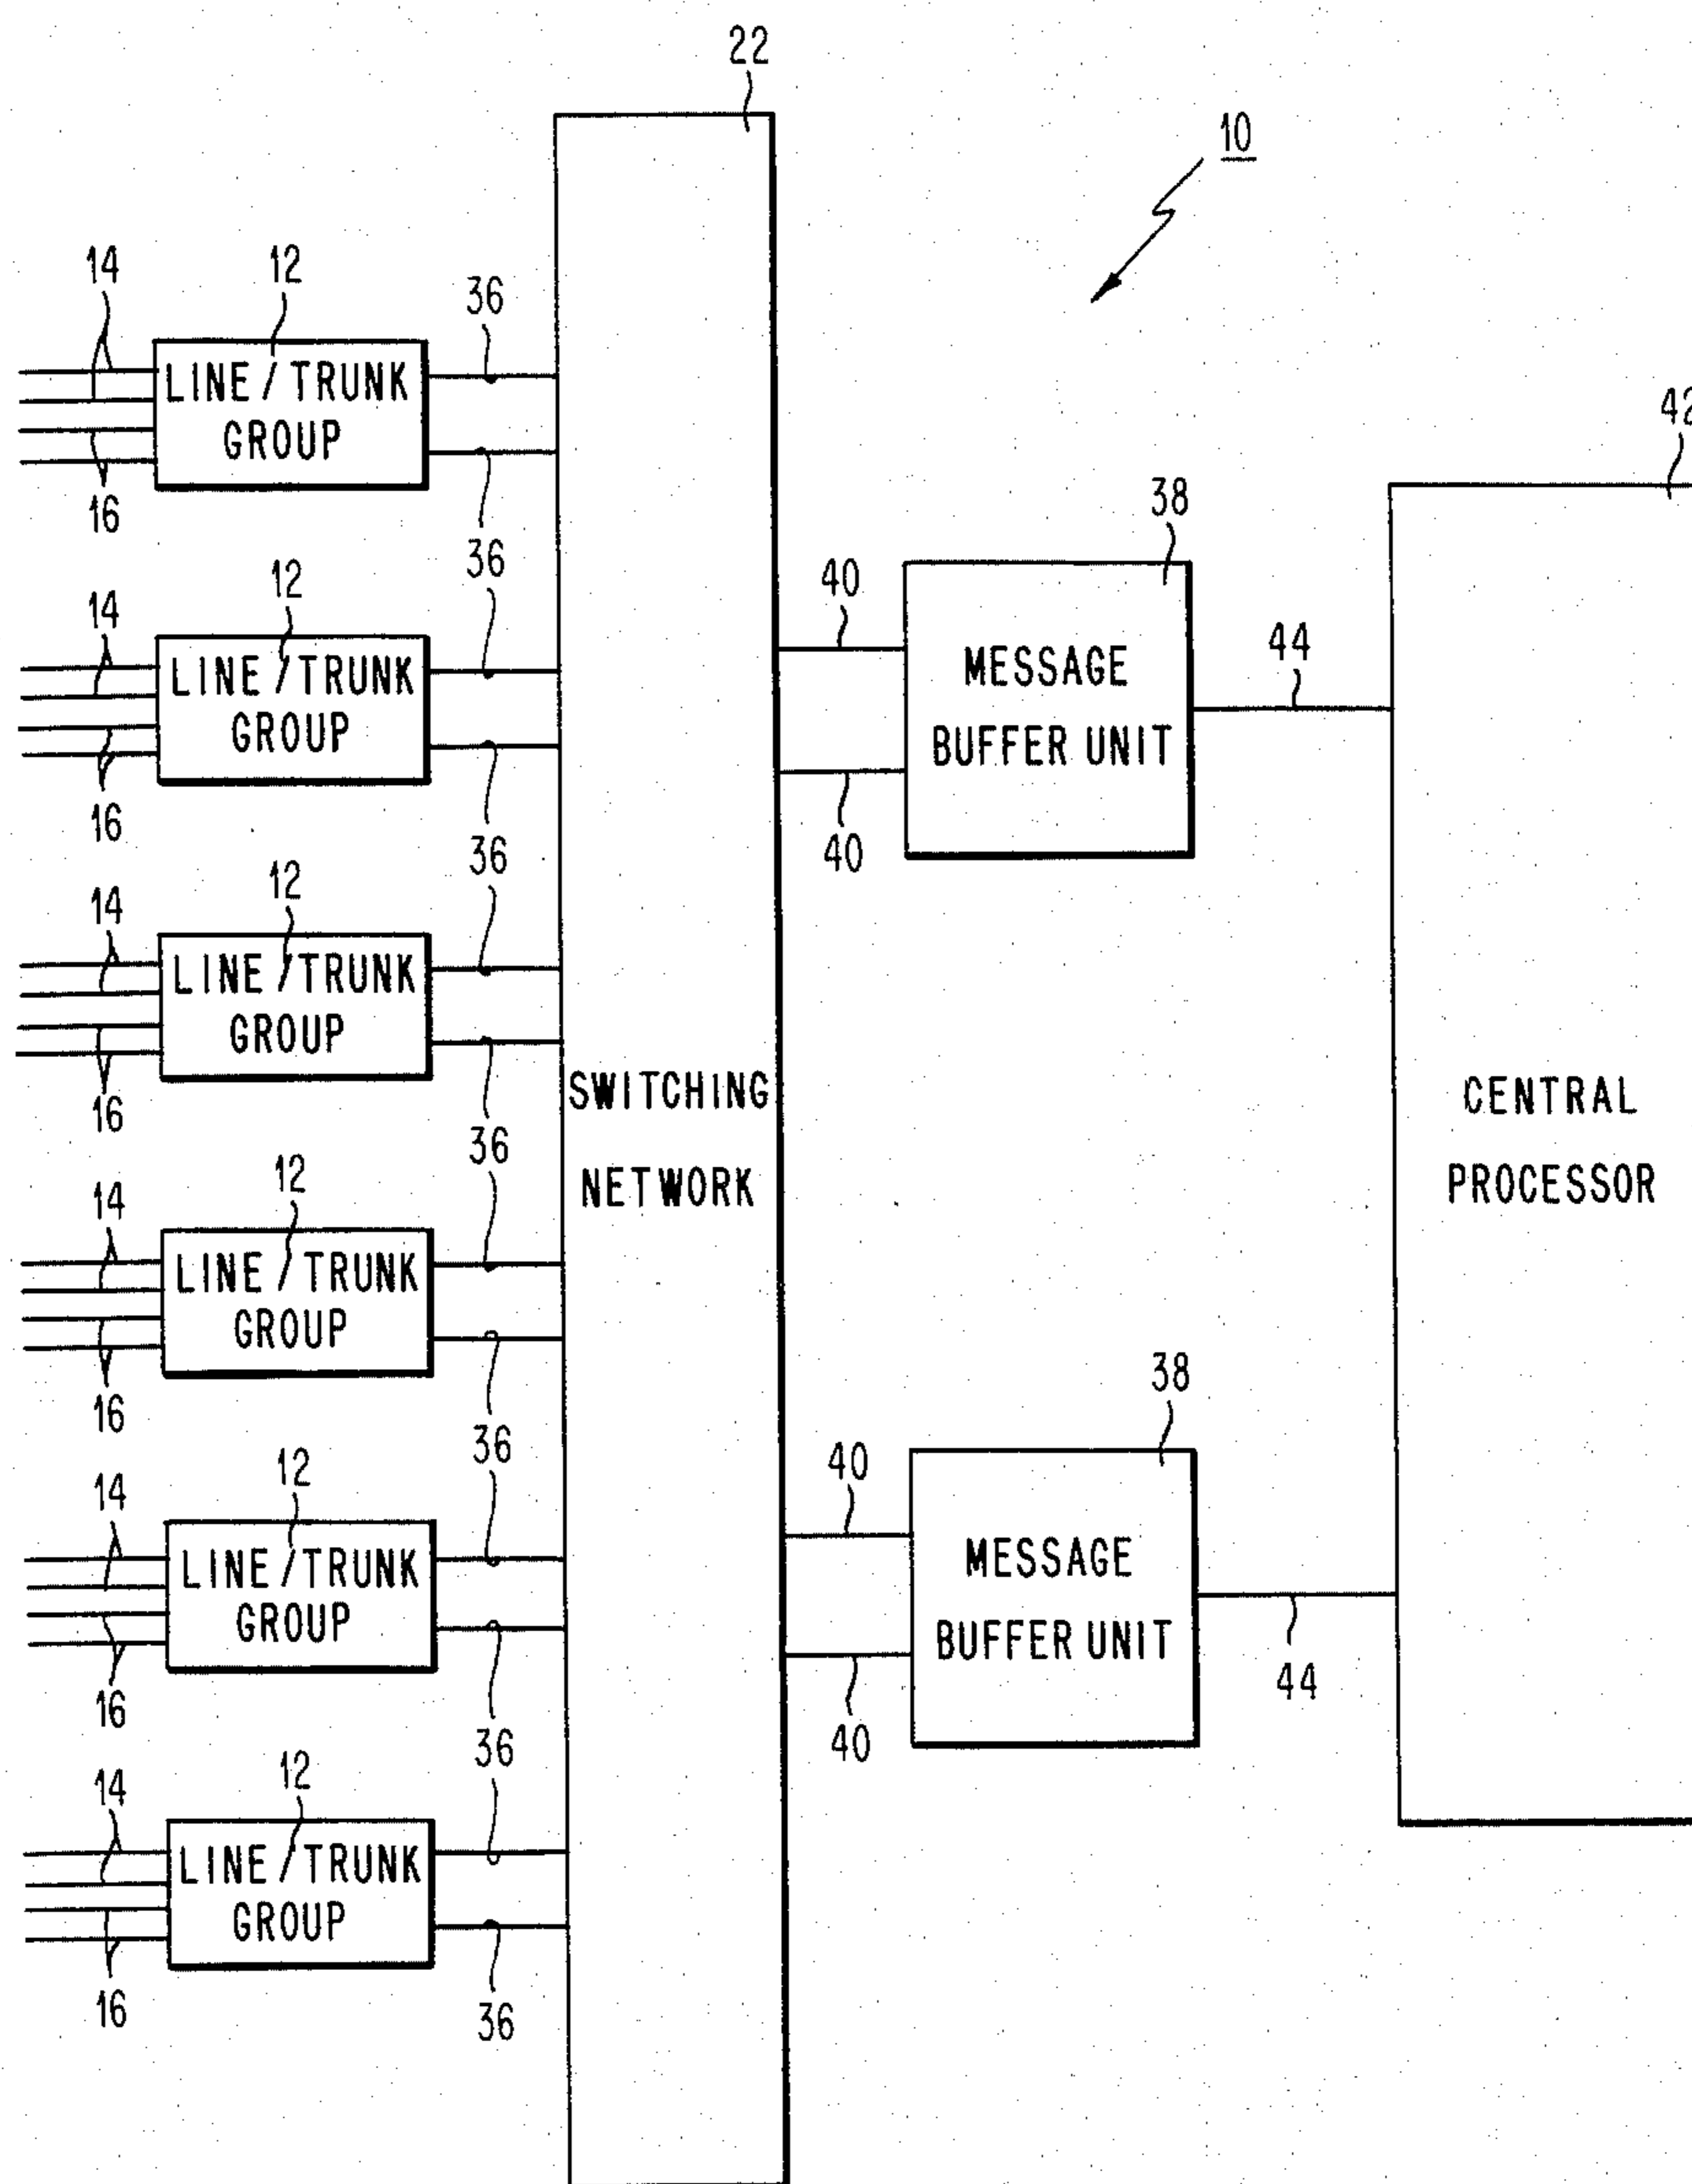 22
10
14
12
36
LINE / TRUNK
GROUP
16
36
42
38
14
12
40
LINE / TRUNK
GROUP
MESSAGE
BUFFER UNIT
44
16
36
40
14
12
LINE / TRUNK
GROUP
16
36
SWITCHING
NETWORK
CENTRAL
PROCESSOR
14
12
LINE / TRUNK
GROUP
16
36
38
14
12
40
LINE / TRUNK
GROUP
MESSAGE
BUFFER UNIT
44
16
36
40
14
12
LINE / TRUNK
GROUP
16
36